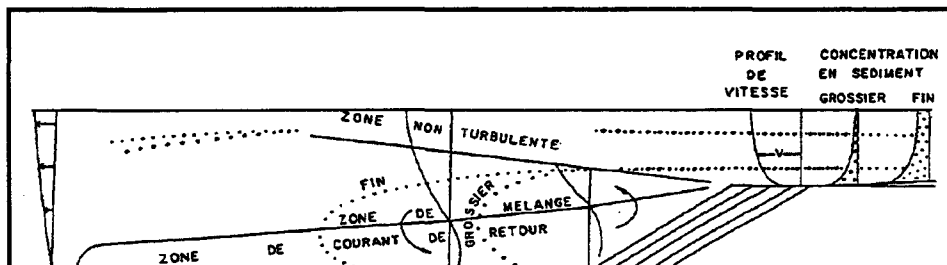 PROFIL
DE
VITESSE
CONCENTRATION
EN SEDIMENT
GROSSIER FIN
ZONE NON TURBULENTE
V
FIN
GROSSIER
ZONE DE MELANGE
ZONE DE COURANT DE RETOUR